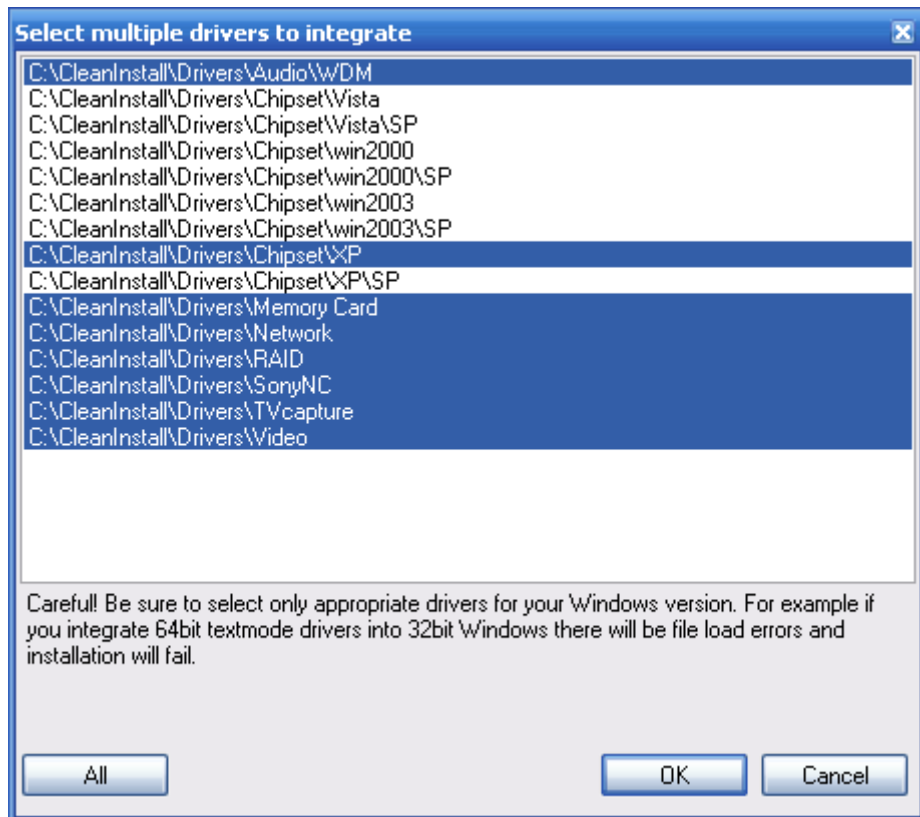 Select multiple drivers to integrate
C:\CleanInstall\Drivers\Audio\WDM
C:\CleanInstall\Drivers\Chipset\Vista
C:\CleanInstall\Drivers\Chipset\Vista\SP
C:\CleanInstall\Drivers\Chipset\win2000
C:\CleanInstall\Drivers\Chipset\win2000\SP
C:\CleanInstall\Drivers\Chipset\win2003
C:\CleanInstall\Drivers\Chipset\win2003\SP
C:\CleanInstall\Drivers\Chipset\XP
C:\CleanInstall\Drivers\Chipset\XP\SP
C:\CleanInstall\Drivers\Memory Card
C:\CleanInstall\Drivers\Network
C:\CleanInstall\Drivers\RAID
C:\CleanInstall\Drivers\SonyNC
C:\CleanInstall\Drivers\TVcapture
C:\CleanInstall\Drivers\Video
Careful! Be sure to select only appropriate drivers for your Windows version. For example if
you integrate 64bit textmode drivers into 32bit Windows there will be file load errors and
installation will fail.
All OK Cancel